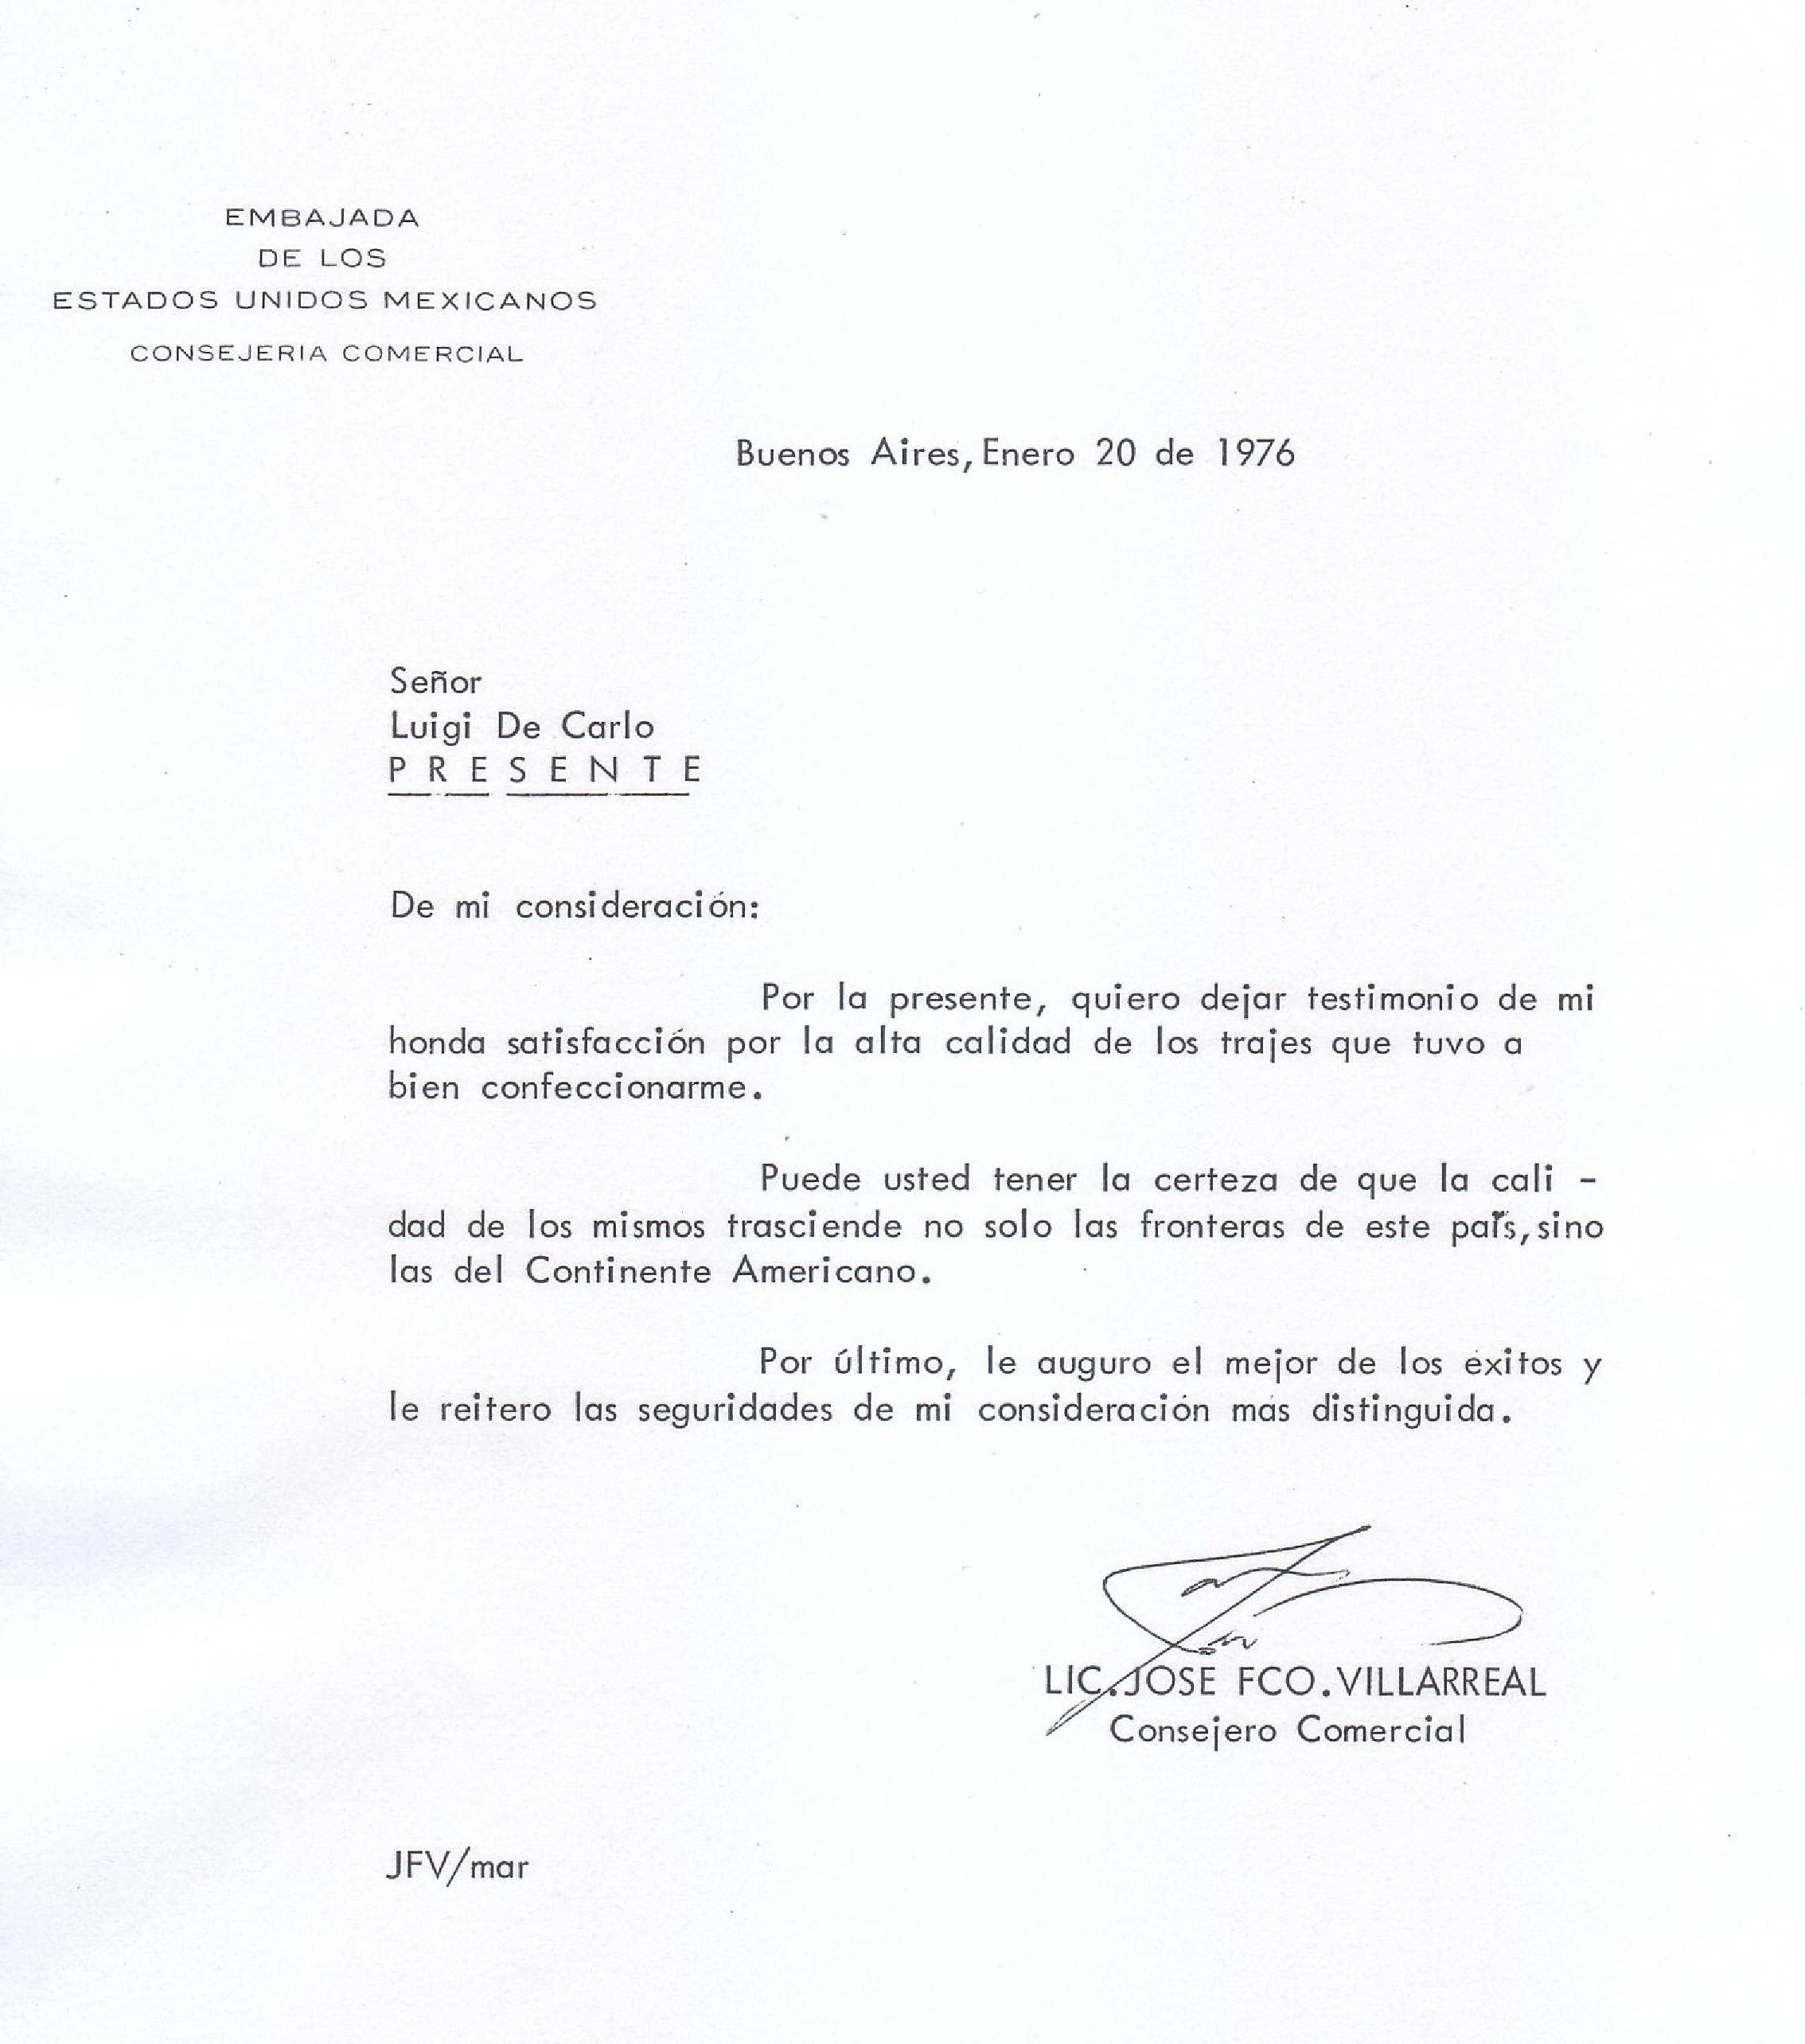 EMBAJADA
DE LOS
ESTADOS UNIDOS MEXICANOS
CONSEJERIA COMERCIAL
Buenos Aires, Enero 20 de 1976
Señor
Luigi De Carlo
P R E S E N T E
De mi consideración:
Por la presente, quiero dejar testimonio de mi
honda satisfacción por la alta calidad de los trajes que tuvo a
bien confeccionarme.
Puede usted tener la certeza de que la cali -
dad de los mismos trasciende no solo las fronteras de este país, sino
las del Continente Americano.
Por último, le auguro el mejor de los éxitos y
le reitero las seguridades de mi consideración más distinguida.
LIC. JOSE FCO. VILLARREAL
Consejero Comercial
JFV/mar